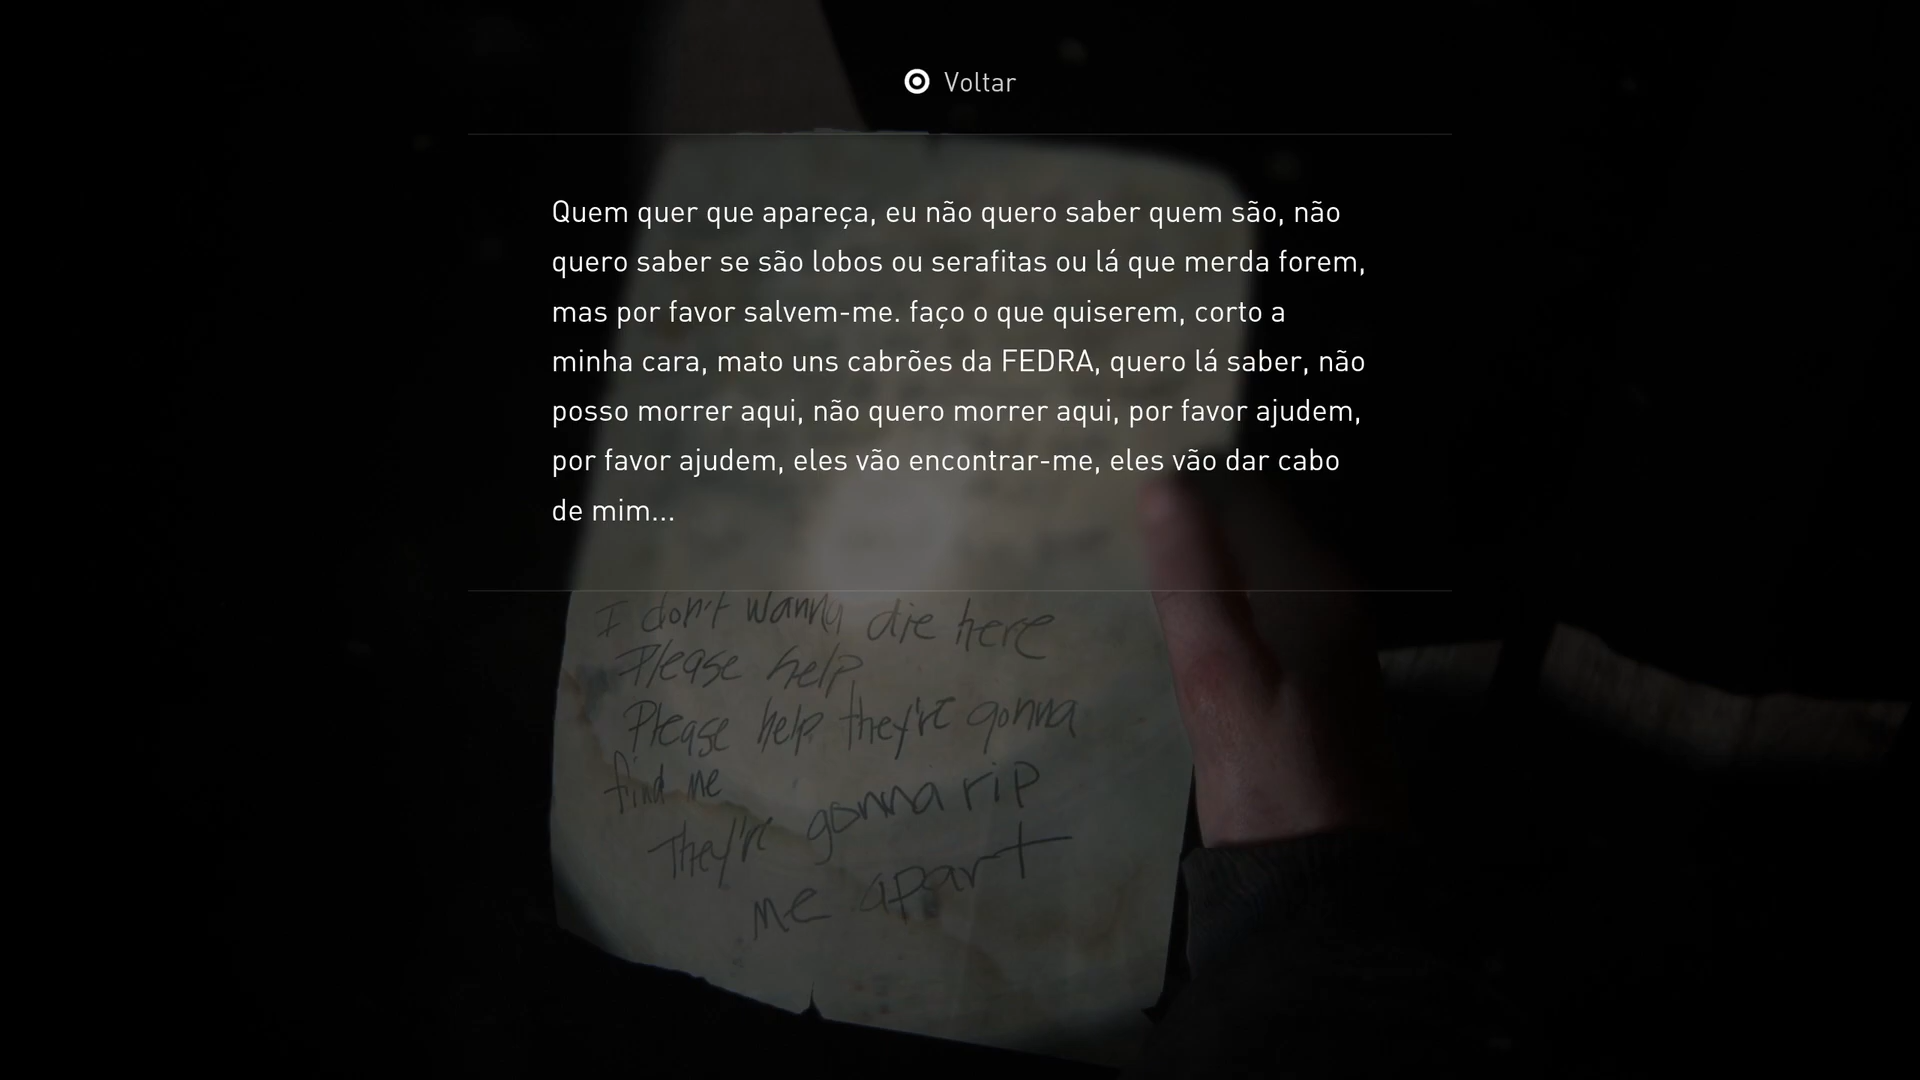 Voltar
Quem quer que apareça, eu não quero saber quem são, não
quero saber se são lobos ou serafitas ou lá que merda forem,
mas por favor salvem-me. faço o que quiserem, corto a
minha cara, mato uns cabrões da FEDRA, quero lá saber, não
posso morrer aqui, não quero morrer aqui, por favor ajudem,
por favor ajudem, eles vão encontrar-me, eles vão dar cabo
de mim...
I don't wanna die here
Please help
Please help they're gonna
find me
They're gonna rip
me apart